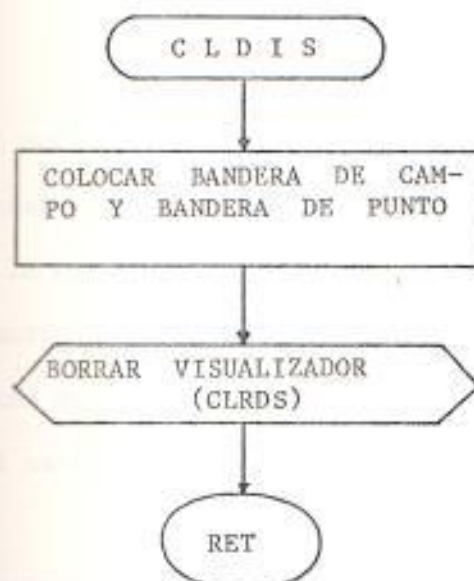 C L D I S
COLOCAR BANDERA DE CAM-
PO Y BANDERA DE PUNTO
BORRAR VISUALIZADOR
(CLRDS)
RET